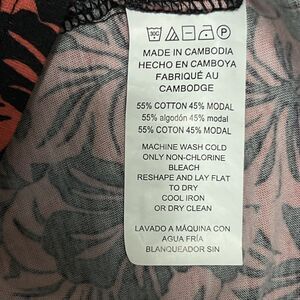 30C P
MADE IN CAMBODIA
HECHO EN CAMBOYA
FABRIQUÉ AU
CAMBODGE
55% COTTON 45% MODAL
55% algodón 45% modal
55% COTON 45% MODAL
MACHINE WASH COLD
ONLY NON-CHLORINE
BLEACH
RESHAPE AND LAY FLAT
TO DRY
COOL IRON
OR DRY CLEAN
LAVADO A MÁQUINA CON
AGUA FRÍA
BLANQUEADOR SIN